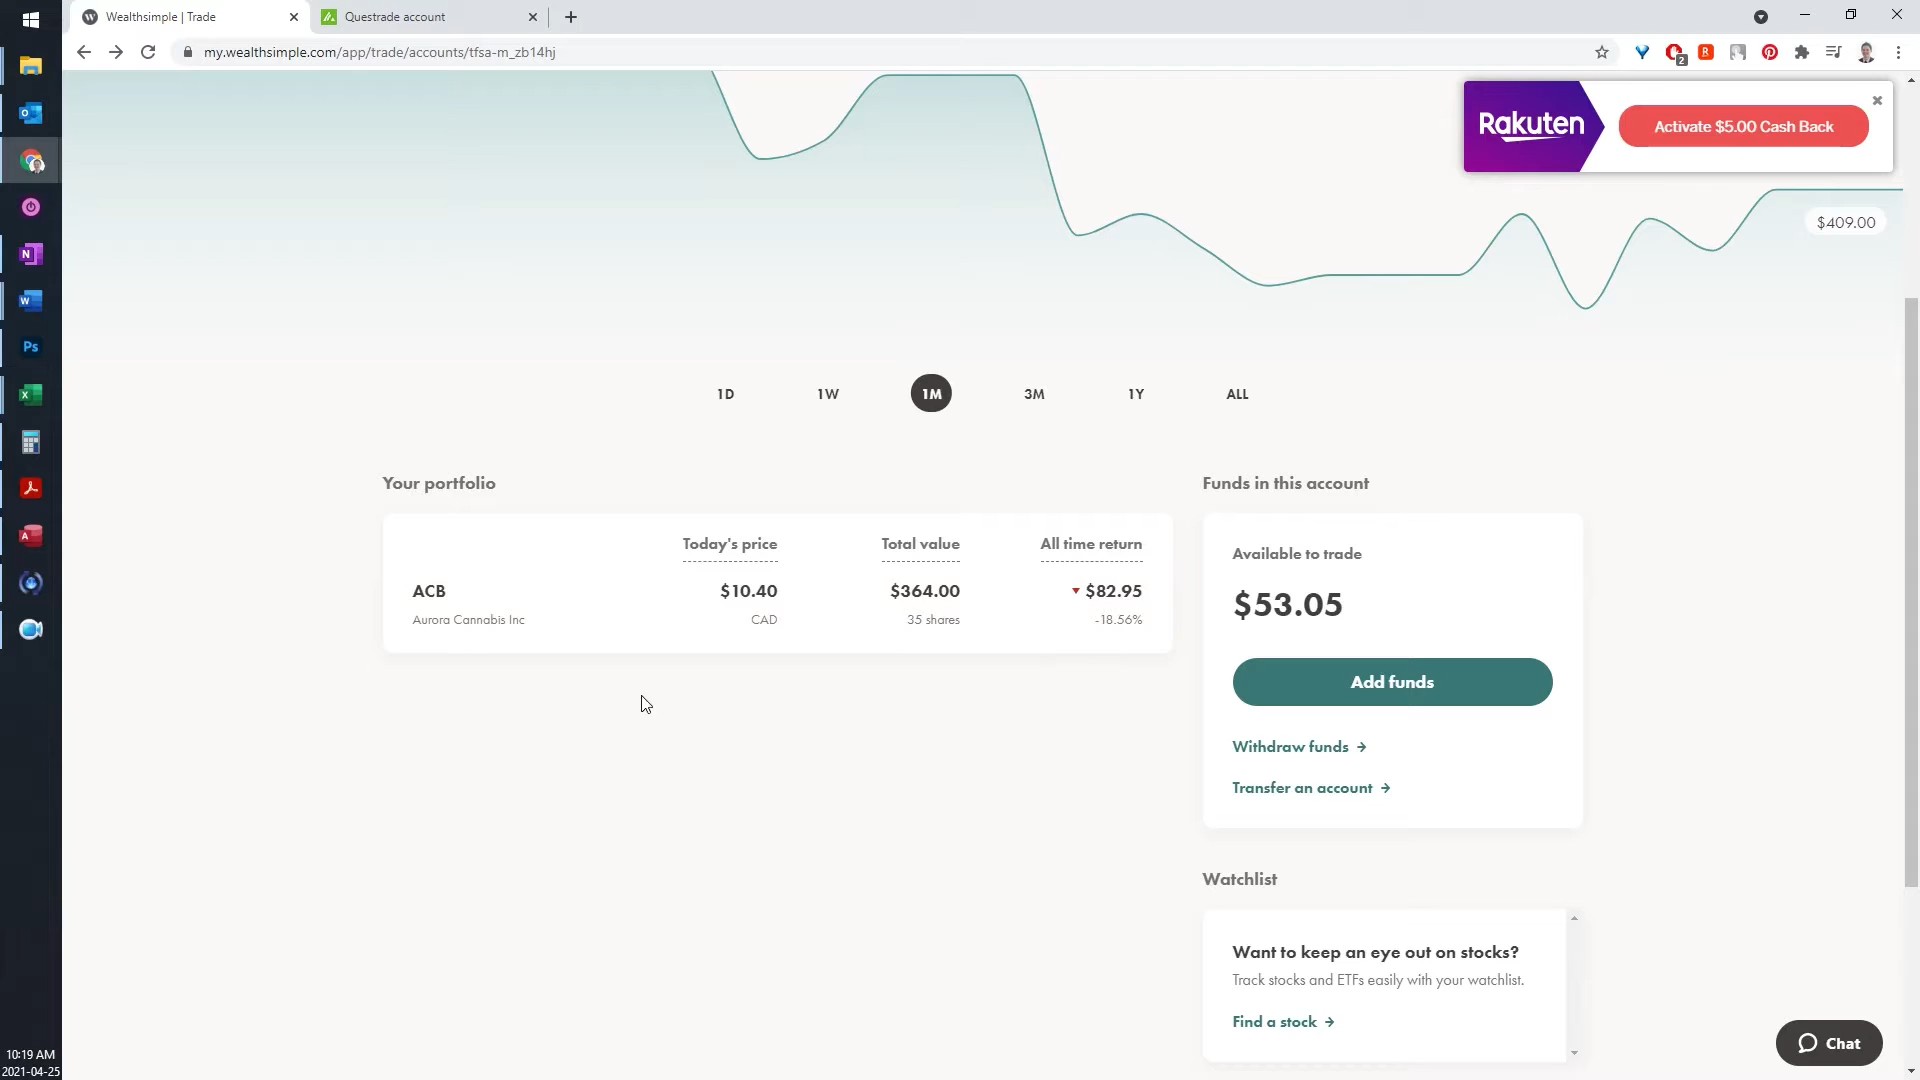 Wealthsimple | Trade
Questrade account
my.wealthsimple.com/app/trade/accounts/tfsa-m_zb14hj
2
R
Rakuten
Activate $5.00 Cash Back
$409.00
1D 1W 1M 3M 1Y ALL
Your portfolio
Today's price Total value All time return
ACB $10.40 $364.00 $82.95
Aurora Cannabis Inc CAD 35 shares -18.56%
Funds in this account
Available to trade
$53.05
Add funds
Withdraw funds →
Transfer an account →
Watchlist
Want to keep an eye out on stocks?
Track stocks and ETFs easily with your watchlist.
Find a stock →
Chat
10:19 AM
2021-04-25